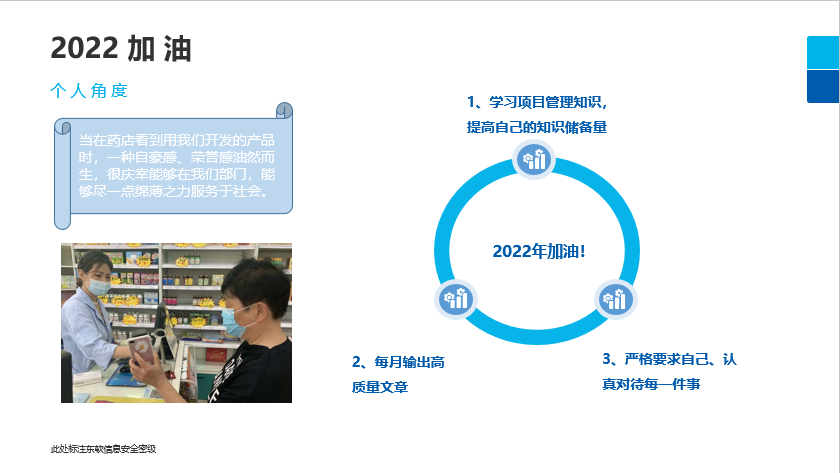 2022 加 油
个 人 角 度
当在药店看到用我们开发的产品
时，一种自豪感、荣誉感油然而
生，很庆幸能够在我们部门，能
够尽一点绵薄之力服务于社会。
1、学习项目管理知识，
提高自己的知识储备量
2022年加油！
2、每月输出高
质量文章
3、严格要求自己、认
真对待每一件事
此处标注东软信息安全密级